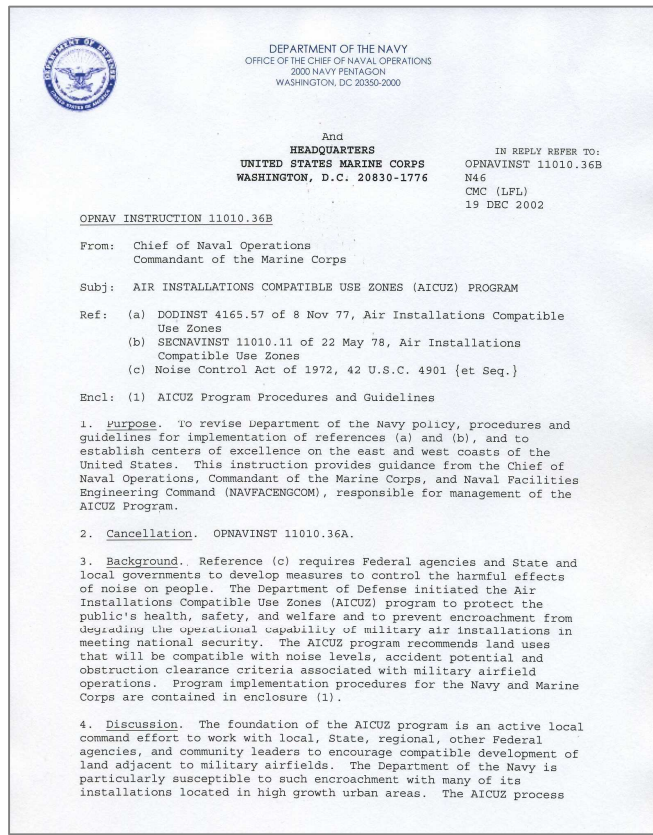 DEPARTMENT OF DEFENSE
UNITED STATES OF AMERICA
DEPARTMENT OF THE NAVY
OFFICE OF THE CHIEF OF NAVAL OPERATIONS
2000 NAVY PENTAGON
WASHINGTON, DC 20350-2000
And
HEADQUARTERS
UNITED STATES MARINE CORPS
WASHINGTON, D.C. 20830-1776
IN REPLY REFER TO:
OPNAVINST 11010.36B
N46
CMC (LFL)
19 DEC 2002
OPNAV INSTRUCTION 11010.36B
From: Chief of Naval Operations
Commandant of the Marine Corps
Subj: AIR INSTALLATIONS COMPATIBLE USE ZONES (AICUZ) PROGRAM
Ref: (a) DODINST 4165.57 of 8 Nov 77, Air Installations Compatible
Use Zones
(b) SECNAVINST 11010.11 of 22 May 78, Air Installations
Compatible Use Zones
(c) Noise Control Act of 1972, 42 U.S.C. 4901 {et Seq.}
Encl: (1) AICUZ Program Procedures and Guidelines
1. Purpose. To revise Department of the Navy policy, procedures and
guidelines for implementation of references (a) and (b), and to
establish centers of excellence on the east and west coasts of the
United States. This instruction provides guidance from the Chief of
Naval Operations, Commandant of the Marine Corps, and Naval Facilities
Engineering Command (NAVFACENGCOM), responsible for management of the
AICUZ Program.
2. Cancellation. OPNAVINST 11010.36A.
3. Background. Reference (c) requires Federal agencies and State and
local governments to develop measures to control the harmful effects
of noise on people. The Department of Defense initiated the Air
Installations Compatible Use Zones (AICUZ) program to protect the
public's health, safety, and welfare and to prevent encroachment from
degrading the operational capability of military air installations in
meeting national security. The AICUZ program recommends land uses
that will be compatible with noise levels, accident potential and
obstruction clearance criteria associated with military airfield
operations. Program implementation procedures for the Navy and Marine
Corps are contained in enclosure (1).
4. Discussion. The foundation of the AICUZ program is an active local
command effort to work with local, State, regional, other Federal
agencies, and community leaders to encourage compatible development of
land adjacent to military airfields. The Department of the Navy is
particularly susceptible to such encroachment with many of its
installations located in high growth urban areas. The AICUZ process